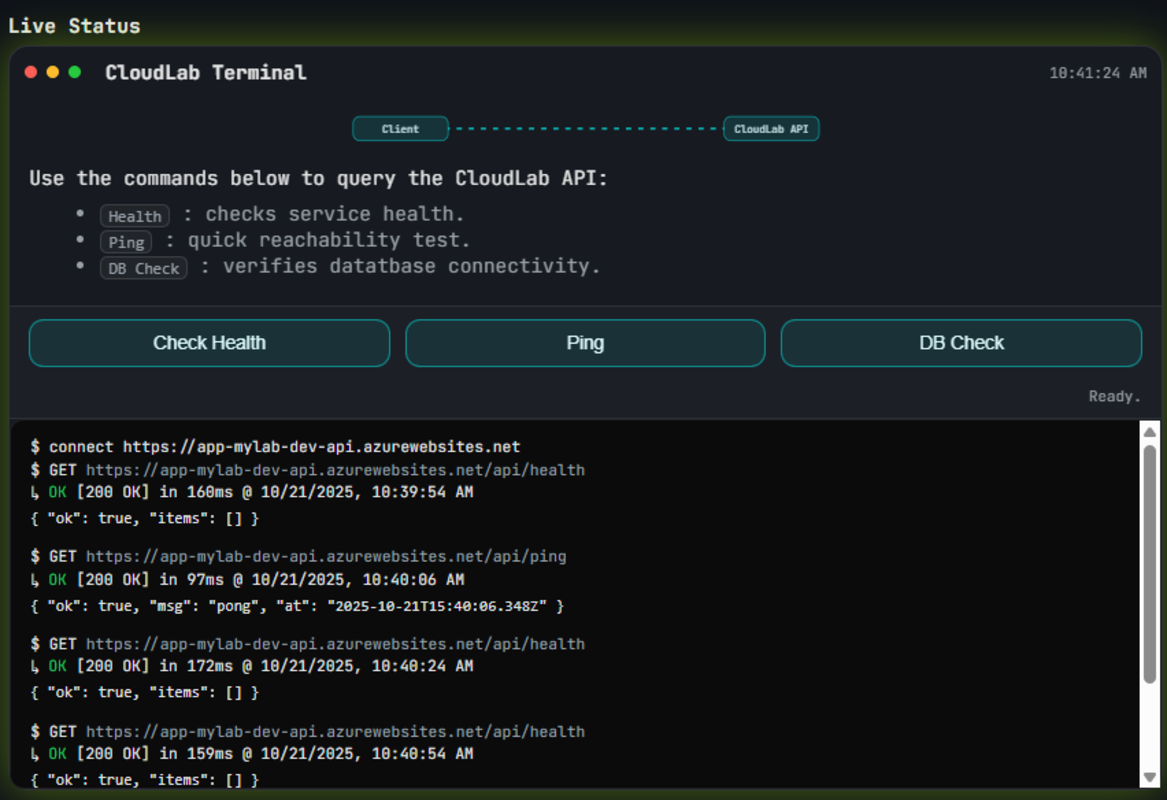 Live Status
CloudLab Terminal
10:41:24 AM
Client
CloudLab API
Use the commands below to query the CloudLab API:
• Health : checks service health.
• Ping : quick reachability test.
• DB Check : verifies datatbase connectivity.
Check Health
Ping
DB Check
Ready.
$ connect https://app-mylab-dev-api.azurewebsites.net
$ GET https://app-mylab-dev-api.azurewebsites.net/api/health
↳ OK [200 OK] in 160ms @ 10/21/2025, 10:39:54 AM
{ "ok": true, "items": [] }
$ GET https://app-mylab-dev-api.azurewebsites.net/api/ping
↳ OK [200 OK] in 97ms @ 10/21/2025, 10:40:06 AM
{ "ok": true, "msg": "pong", "at": "2025-10-21T15:40:06.348Z" }
$ GET https://app-mylab-dev-api.azurewebsites.net/api/health
↳ OK [200 OK] in 172ms @ 10/21/2025, 10:40:24 AM
{ "ok": true, "items": [] }
$ GET https://app-mylab-dev-api.azurewebsites.net/api/health
↳ OK [200 OK] in 159ms @ 10/21/2025, 10:40:54 AM
{ "ok": true, "items": [] }